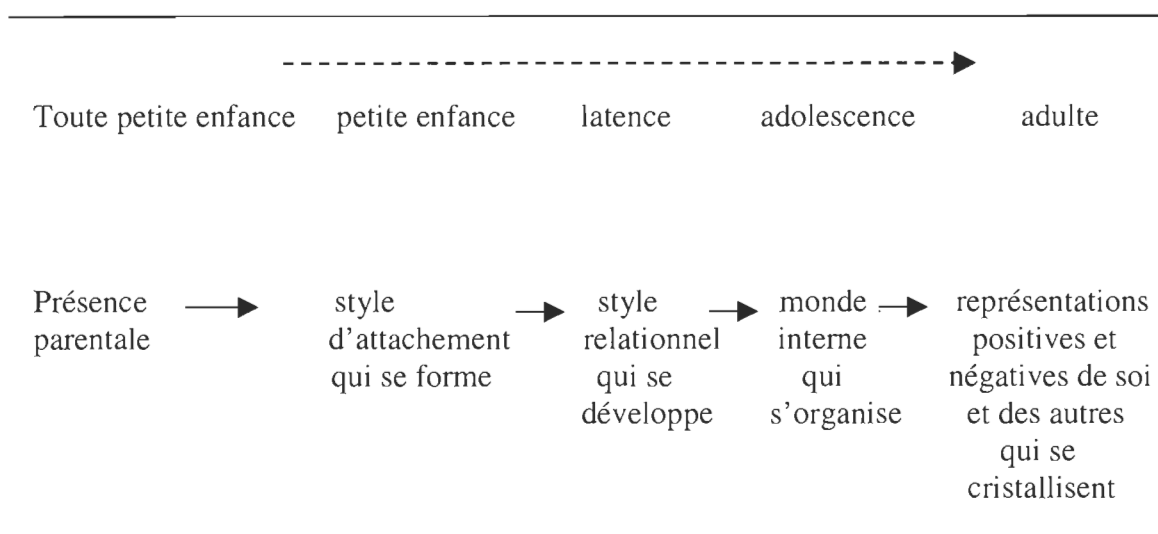 Toute petite enfance petite enfance latence adolescence adulte
Présence parentale
style d'attachement qui se forme
style relationnel qui se développe
monde interne qui s'organise
représentations positives et négatives de soi et des autres qui se cristallisent